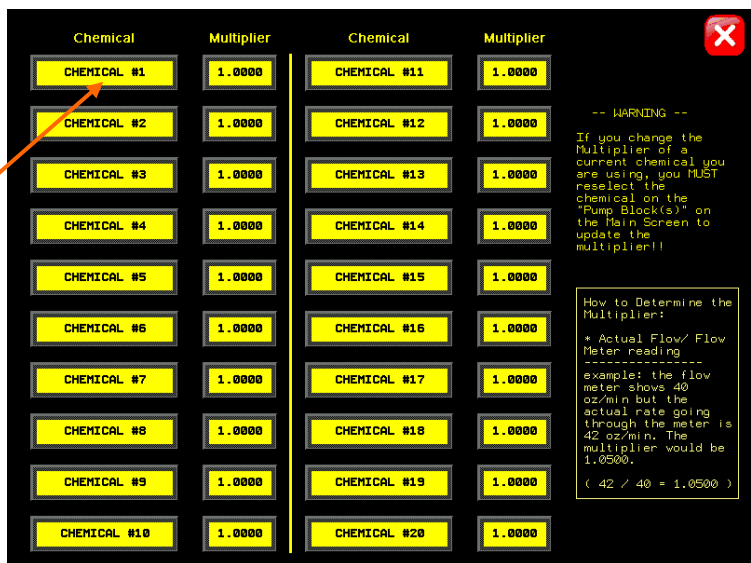 Chemical Multiplier Chemical Multiplier
CHEMICAL #1 1.0000 CHEMICAL #11 1.0000
CHEMICAL #2 1.0000 CHEMICAL #12 1.0000
CHEMICAL #3 1.0000 CHEMICAL #13 1.0000
CHEMICAL #4 1.0000 CHEMICAL #14 1.0000
CHEMICAL #5 1.0000 CHEMICAL #15 1.0000
CHEMICAL #6 1.0000 CHEMICAL #16 1.0000
CHEMICAL #7 1.0000 CHEMICAL #17 1.0000
CHEMICAL #8 1.0000 CHEMICAL #18 1.0000
CHEMICAL #9 1.0000 CHEMICAL #19 1.0000
CHEMICAL #10 1.0000 CHEMICAL #20 1.0000
-- WARNING --
If you change the
Multiplier of a
current chemical you
are using, you MUST
reselect the
chemical on the
"Pump Block(s)" on
the Main Screen to
update the
multiplier!!
How to Determine the
Multiplier:
* Actual Flow/ Flow
Meter reading
----------------
example: the flow
meter shows 40
oz/min but the
actual rate going
through the meter is
42 oz/min. The
multiplier would be
1.0500.
( 42 / 40 = 1.0500 )